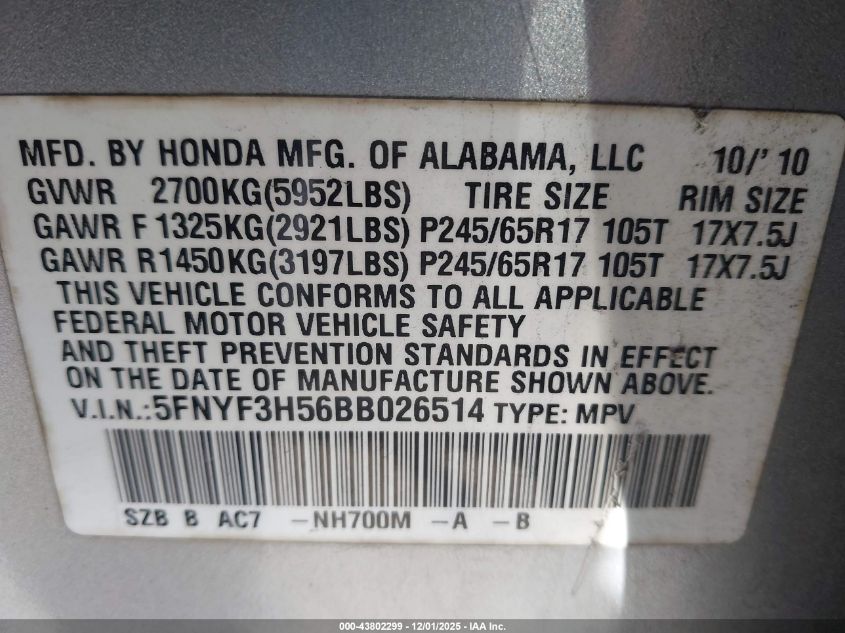 MFD. BY HONDA MFG. OF ALABAMA, LLC 10/'10
GVWR 2700KG(5952LBS) TIRE SIZE RIM SIZE
GAWR F 1325KG(2921LBS) P245/65R17 105T 17X7.5J
GAWR R1450KG(3197LBS) P245/65R17 105T 17X7.5J
THIS VEHICLE CONFORMS TO ALL APPLICABLE
FEDERAL MOTOR VEHICLE SAFETY
AND THEFT PREVENTION STANDARDS IN EFFECT
ON THE DATE OF MANUFACTURE SHOWN ABOVE.
V.I.N.:5FNYF3H56BB026514 TYPE: MPV
SZB B AC7 -NH700M -A -B
000-43802299 - 12/01/2025 - IAA Inc.